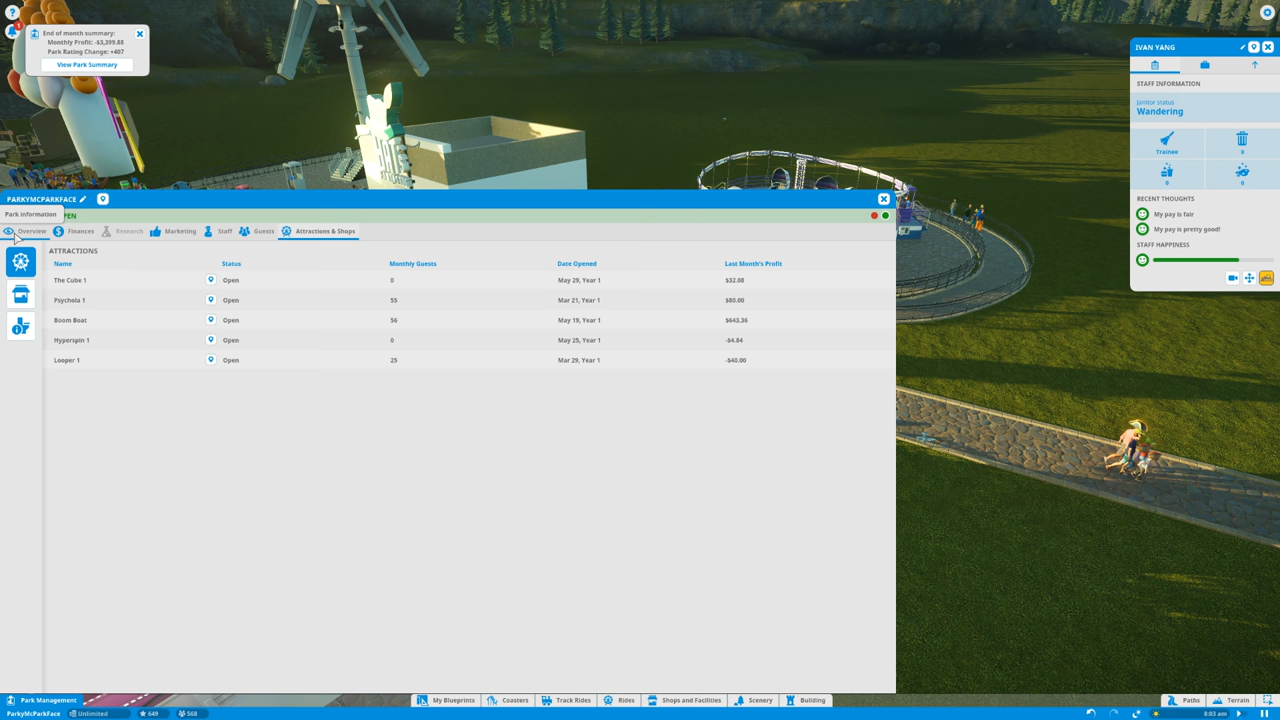 ?
1
End of month summary:
Monthly Profit: -$3,399.88
Park Rating Change: +407
View Park Summary
IVAN YANG
STAFF INFORMATION
Janitor status
Wandering
Trainee
0
0
0
RECENT THOUGHTS
My pay is fair
My pay is pretty good!
STAFF HAPPINESS
PARKYMCPARKFACE
Park information
PEN
Overview
Finances
Research
Marketing
Staff
Guests
Attractions & Shops
ATTRACTIONS
Name Status Monthly Guests Date Opened Last Month's Profit
The Cube 1 Open 0 May 29, Year 1 $32.08
Psychola 1 Open 55 Mar 21, Year 1 $80.00
Boom Boat Open 56 May 19, Year 1 $643.36
Hyperspin 1 Open 0 May 25, Year 1 -$4.84
Looper 1 Open 25 Mar 29, Year 1 -$40.00
Park Management
My Blueprints
Coasters
Track Rides
Rides
Shops and Facilities
Scenery
Building
Paths
Terrain
ParkyMcParkFace
Unlimited
649
568
8:03 am